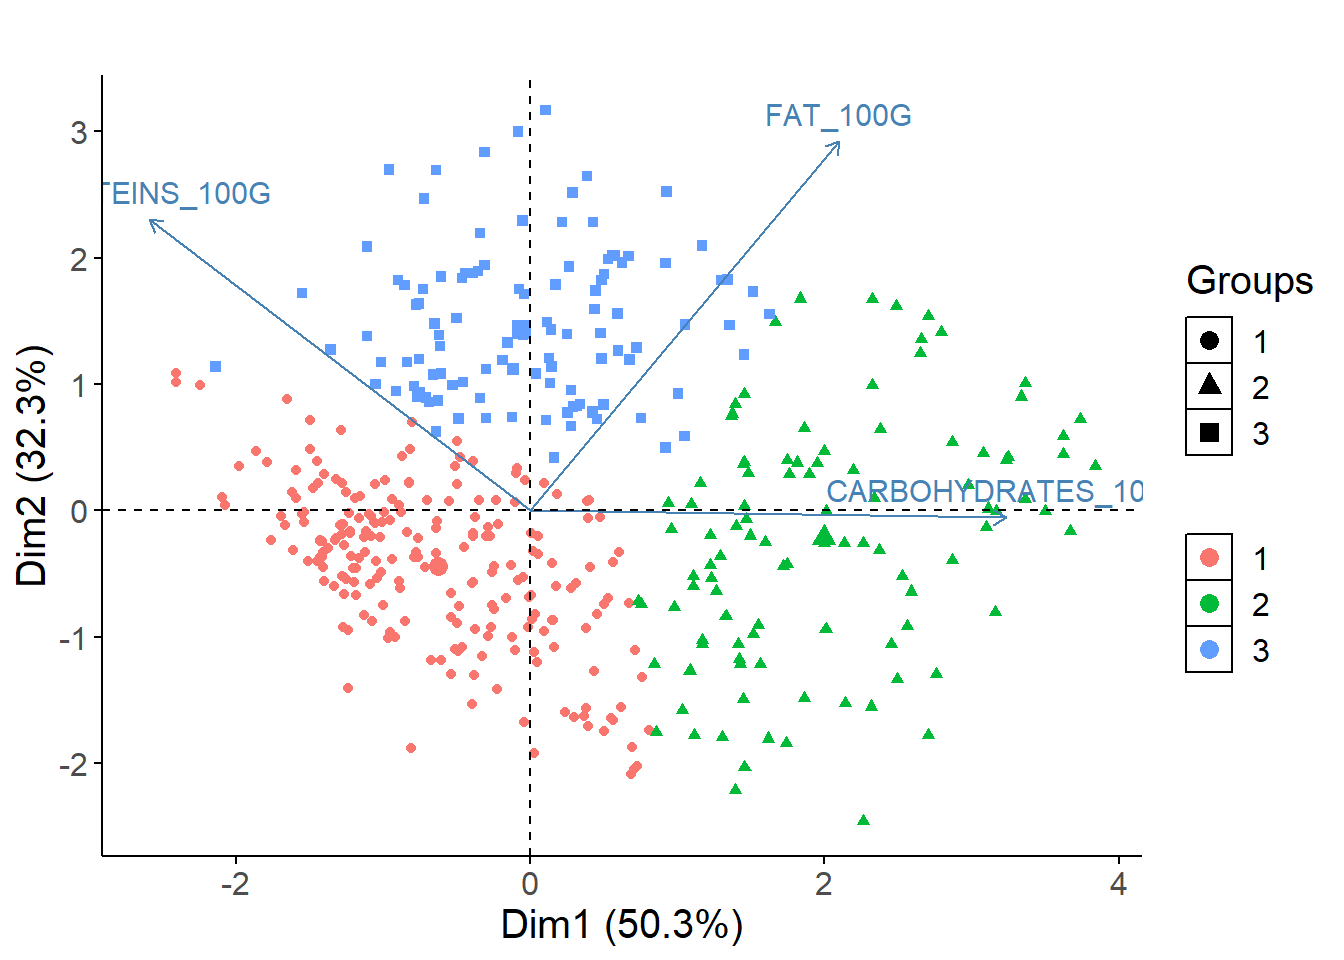 FAT_100G
TEINS_100G
CARBOHYDRATES_10
3
2
1
0
-1
-2
-2
0
2
4
Dim1 (50.3%)
Dim2 (32.3%)
Groups
1
2
3
1
2
3